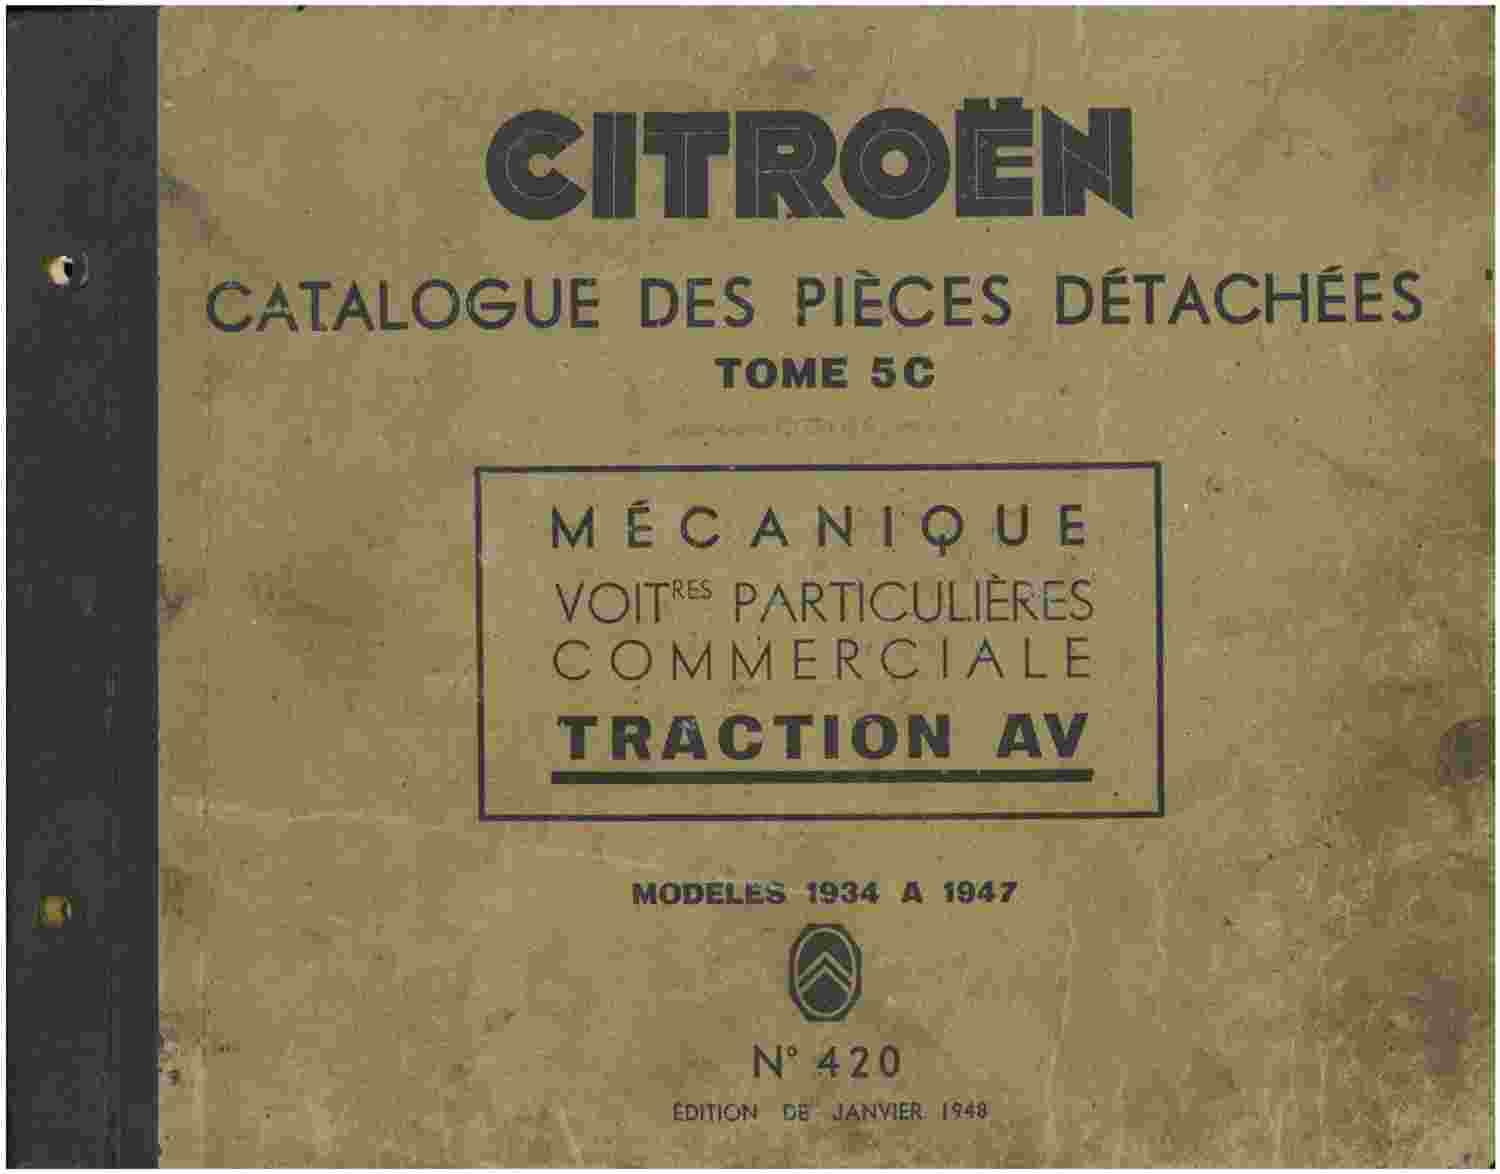 CITROËN
CATALOGUE DES PIÈCES DÉTACHÉES
TOME 5C
MÉCANIQUE
VOITRES PARTICULIÈRES
COMMERCIALE
TRACTION AV
MODELES 1934 A 1947
N° 420
ÉDITION DE JANVIER 1948